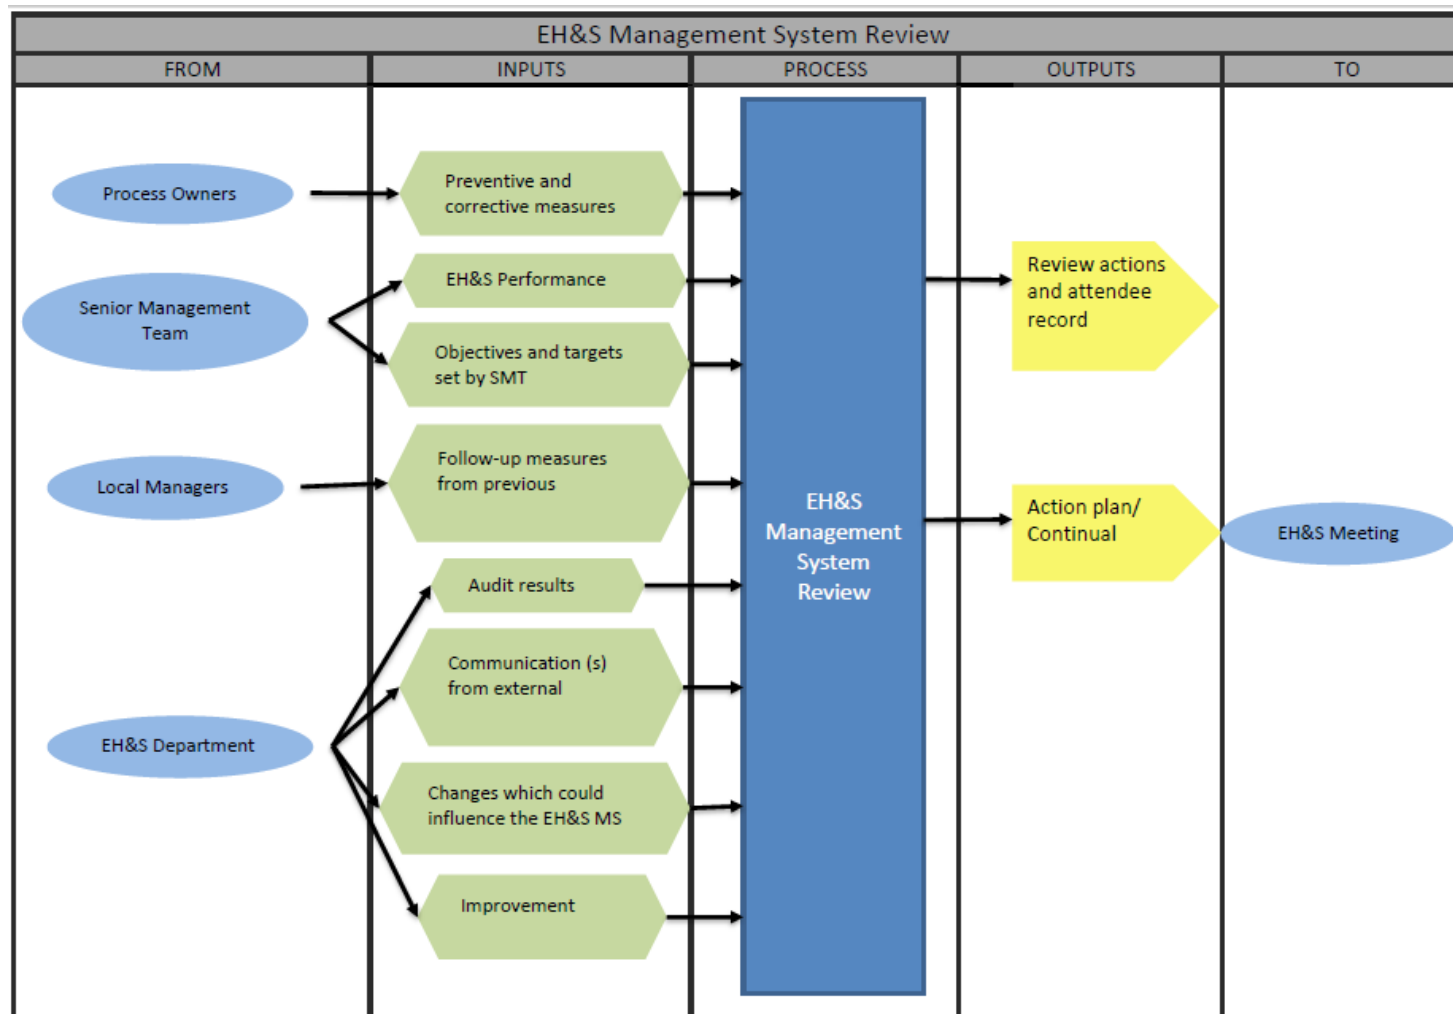 EH&S Management System Review
FROM
INPUTS
PROCESS
OUTPUTS
TO
Process Owners
Preventive and
corrective measures
Senior Management
Team
EH&S Performance
Objectives and targets
set by SMT
Local Managers
Follow-up measures
from previous
EH&S Department
Audit results
Communication (s)
from external
Changes which could
influence the EH&S MS
Improvement
EH&S
Management
System
Review
Review actions
and attendee
record
Action plan/
Continual
EH&S Meeting